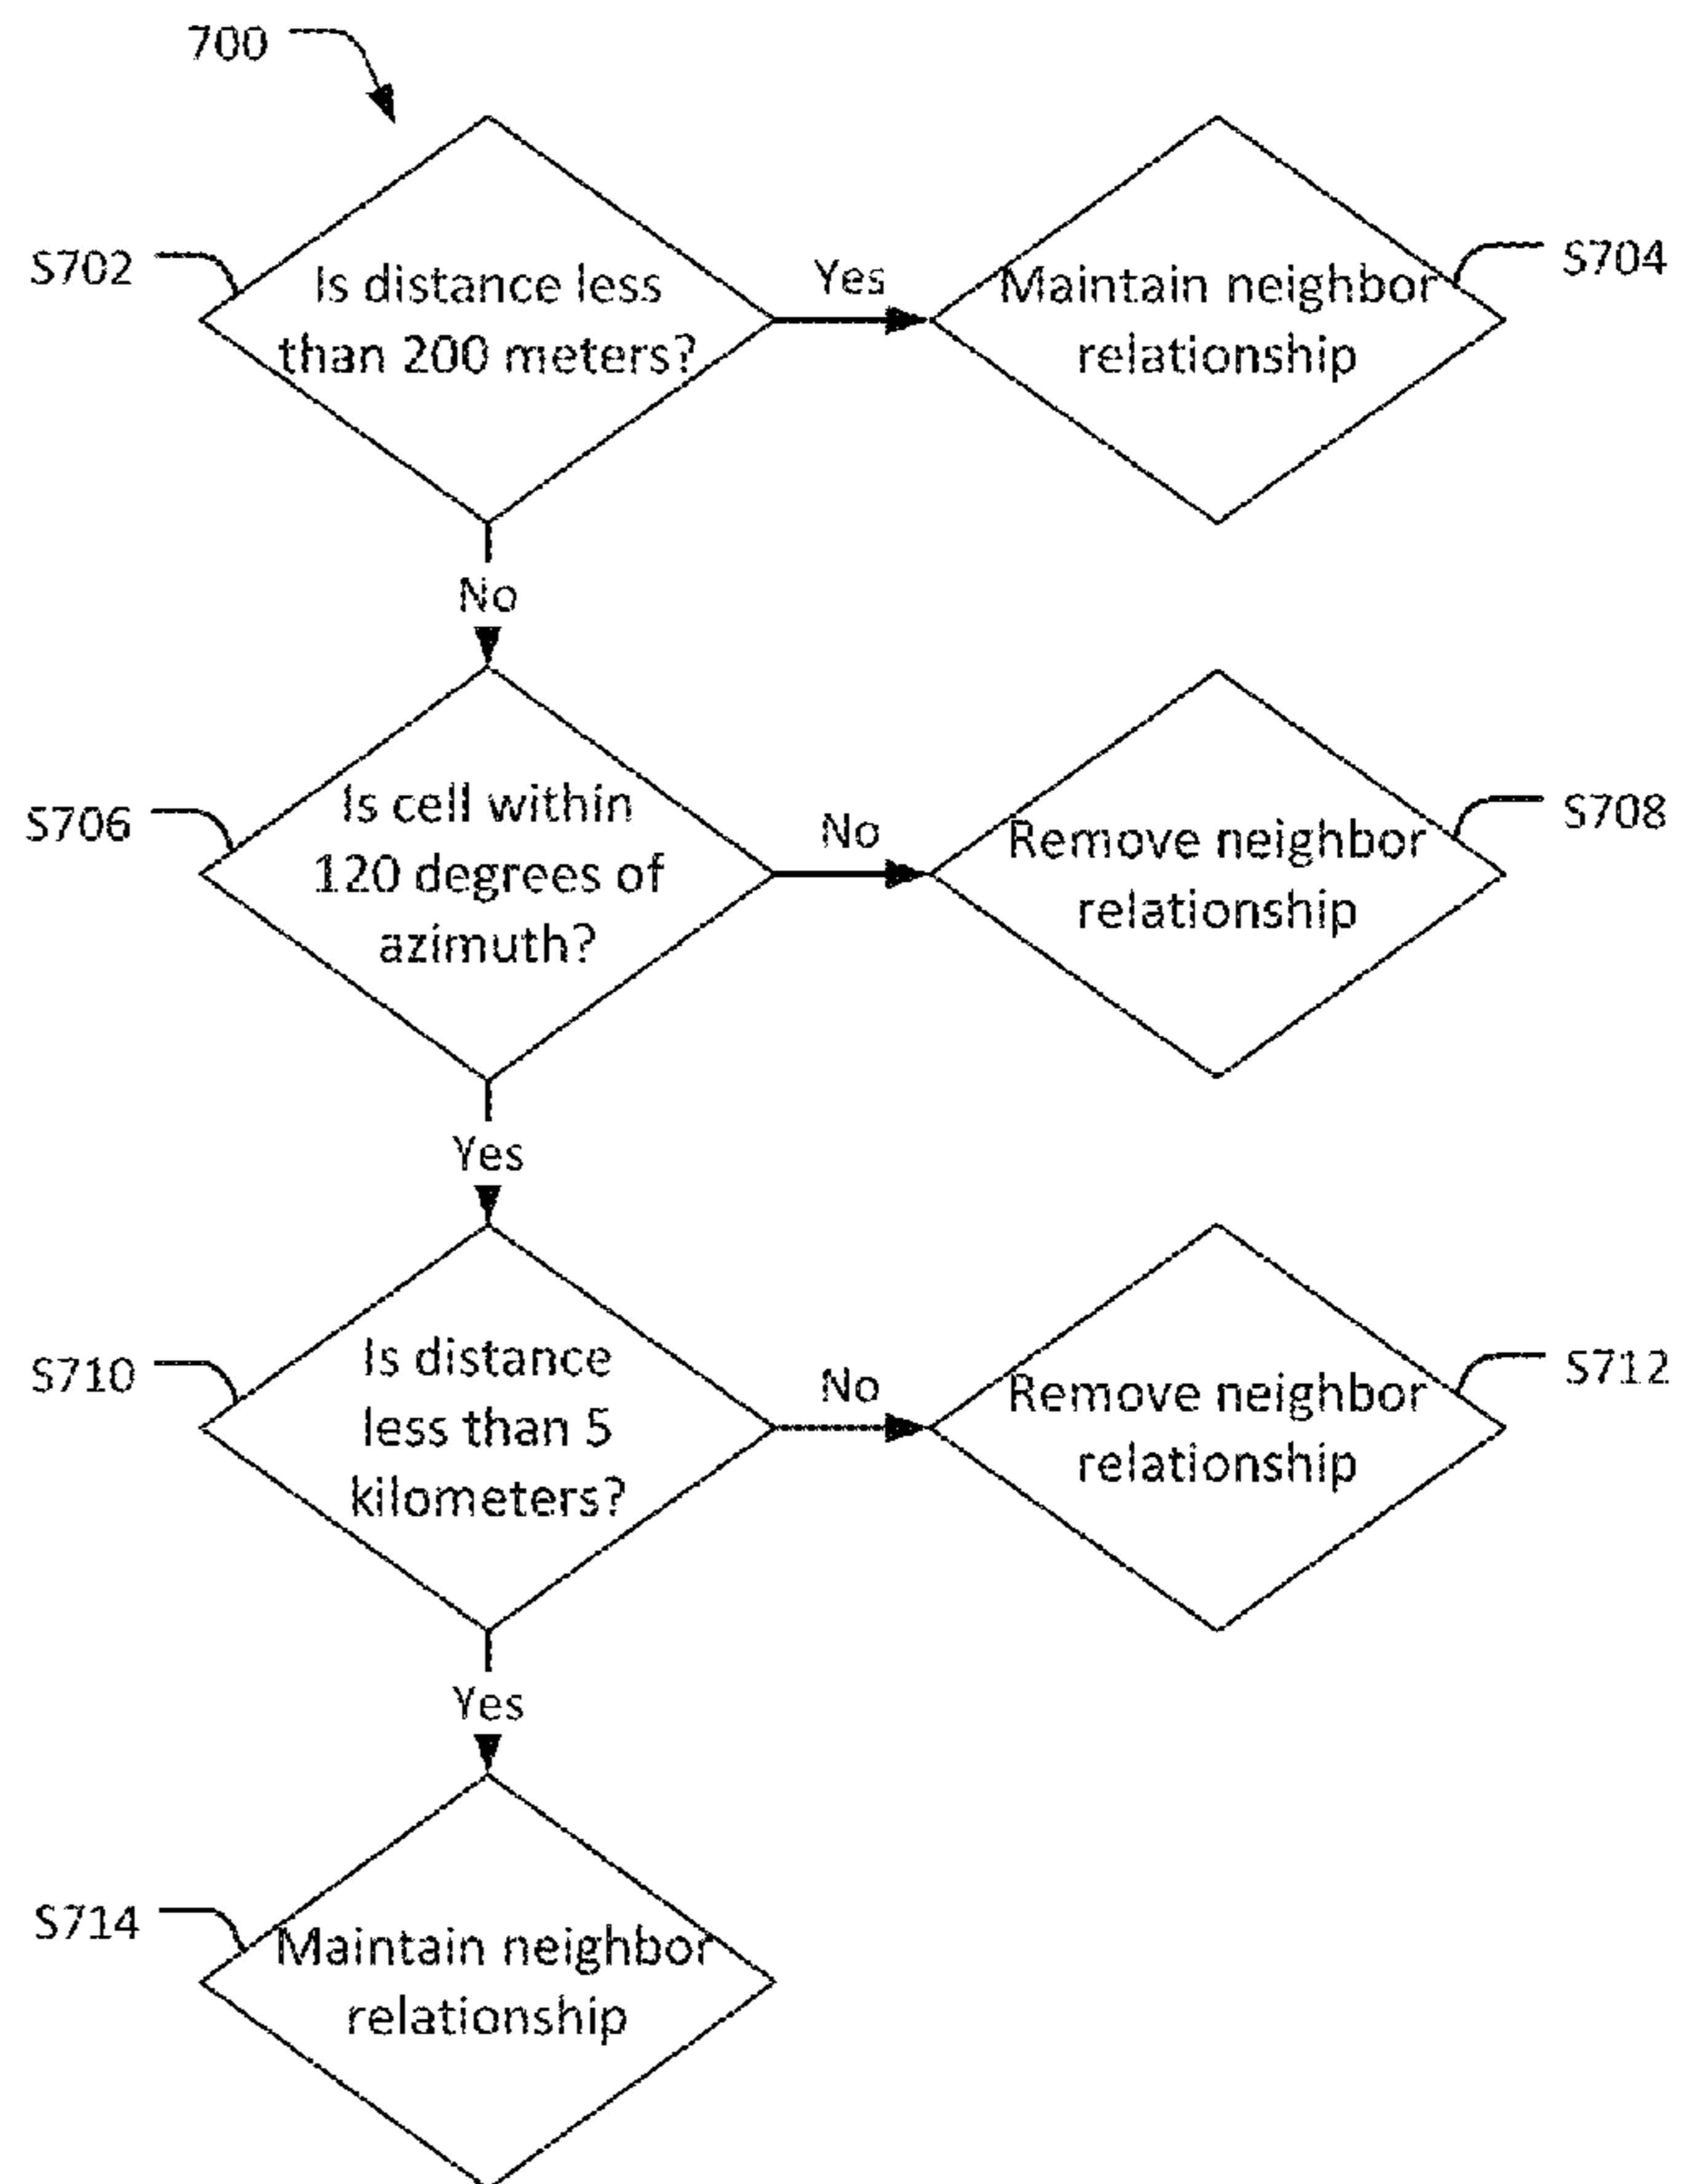 700
S702
Is distance less
than 200 meters?
Yes
Maintain neighbor
relationship
S704
No
S706
Is cell within
120 degrees of
azimuth?
No
Remove neighbor
relationship
S708
Yes
S710
Is distance
less than 5
kilometers?
No
Remove neighbor
relationship
S712
Yes
S714
Maintain neighbor
relationship